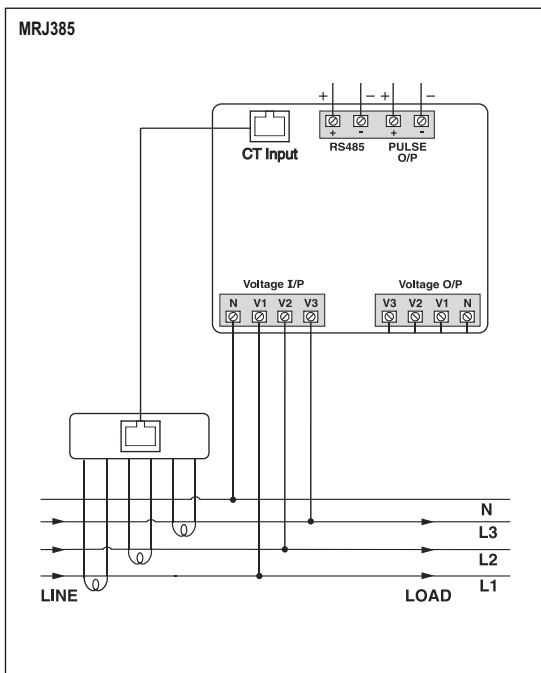 MRJ385
+ − + −
+ - + -
CT Input
RS485 PULSE
O/P
Voltage I/P Voltage O/P
N V1 V2 V3 V3 V2 V1 N
N
L3
L2
L1
LINE LOAD